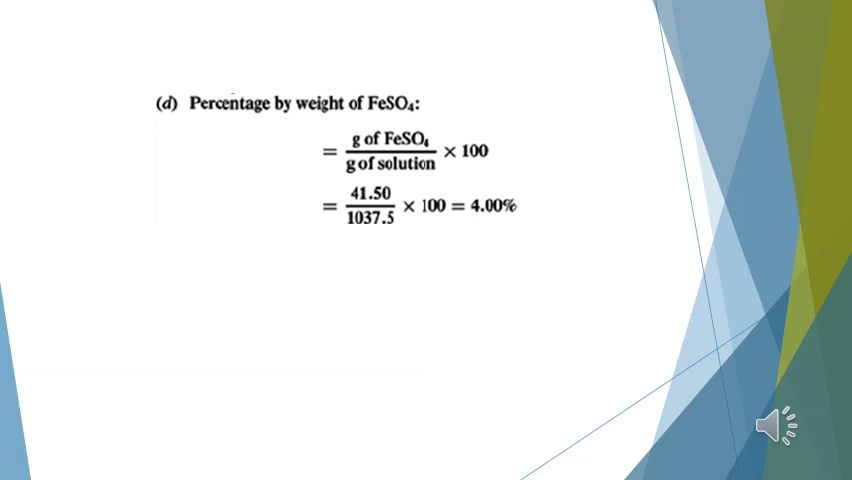 (d) Percentage by weight of FeSO₄:
= g of FeSO₄ / g of solution × 100
= 41.50 / 1037.5 × 100 = 4.00%